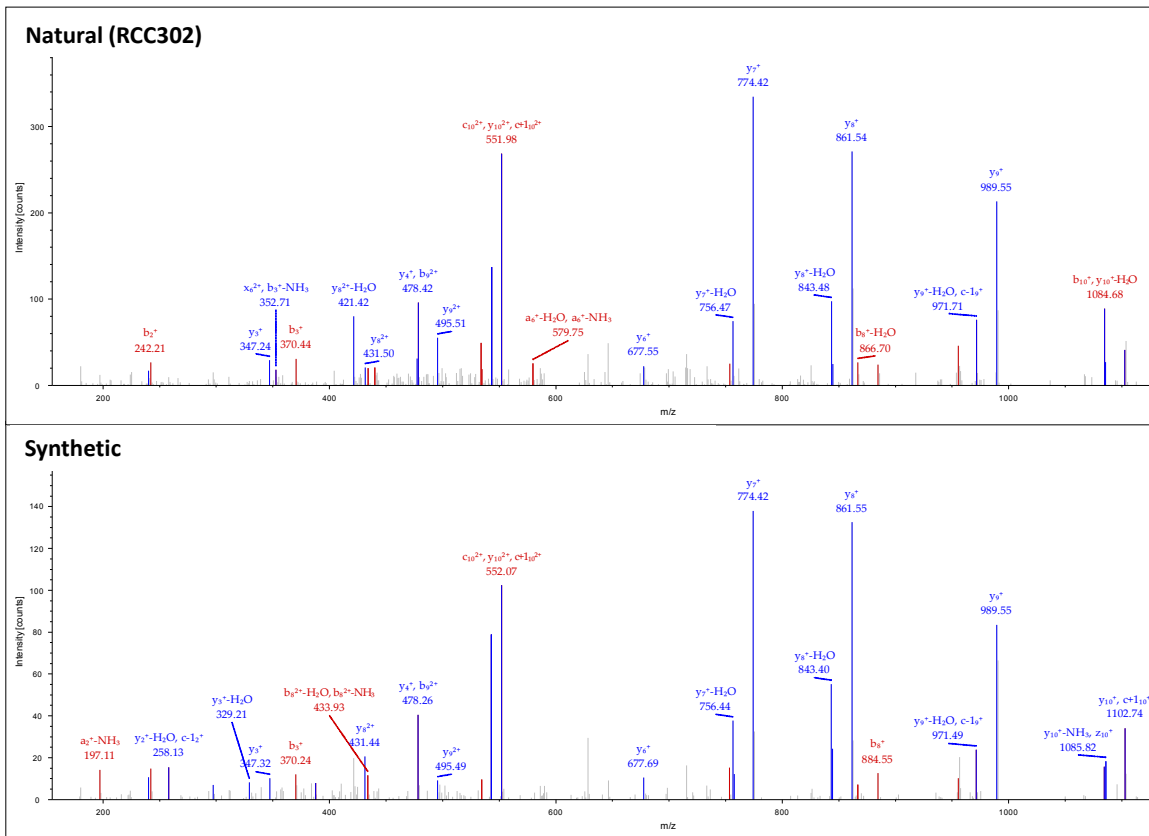 Natural (RCC302)
y₇⁺
774.42
y₈⁺
861.54
c₁₀²⁺, y₁₀²⁺, c+1₁₀²⁺
551.98
y₉⁺
989.55
x₆²⁺, b₃⁺-NH₃
352.71
y₈²⁺-H₂O
421.42
y₄⁺, b₉²⁺
478.42
y₉²⁺
495.51
y₃⁺
347.24
b₂⁺
242.21
b₃⁺
370.44
y₈²⁺
431.50
a₆⁺-H₂O, a₆⁺-NH₃
579.75
y₆⁺
677.55
y₇⁺-H₂O
756.47
y₈⁺-H₂O
843.48
b₈⁺-H₂O
866.70
y₉⁺-H₂O, c-1₉⁺
971.71
b₁₀⁺, y₁₀⁺-H₂O
1084.68
Intensity [counts]
300
200
100
0
200
400
600
800
1000
m/z
Synthetic
y₇⁺
774.42
y₈⁺
861.55
c₁₀²⁺, y₁₀²⁺, c+1₁₀²⁺
552.07
y₉⁺
989.55
y₃⁺-H₂O
329.21
b₈²⁺-H₂O, b₈²⁺-NH₃
433.93
y₄⁺, b₉²⁺
478.26
a₂⁺-NH₃
197.11
y₂⁺-H₂O, c-1₂⁺
258.13
y₃⁺
347.32
b₃⁺
370.24
y₈²⁺
431.44
y₉²⁺
495.49
y₆⁺
677.69
y₇⁺-H₂O
756.44
y₈⁺-H₂O
843.40
b₈⁺
884.55
y₉⁺-H₂O, c-1₉⁺
971.49
y₁₀⁺-NH₃, z₁₀⁺
1085.82
y₁₀⁺, c+1₁₀⁺
1102.74
Intensity [counts]
140
120
100
80
60
40
20
0
200
400
600
800
1000
m/z